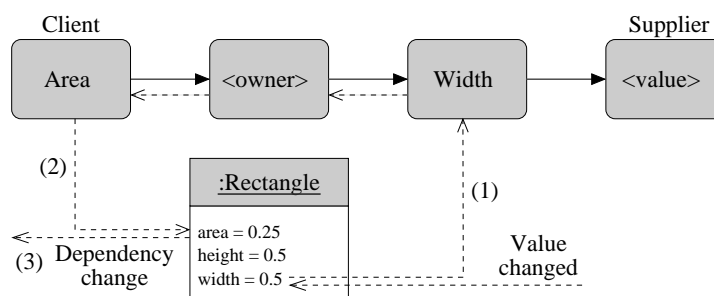 Client
Supplier
Area
<owner>
Width
<value>
(2)
:Rectangle
(1)
area = 0.25
height = 0.5
width = 0.5
(3)
Dependency
change
Value
changed